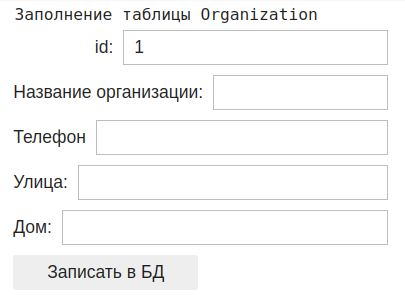 Заполнение таблицы Organization
id: 1
Название организации:
Телефон
Улица:
Дом:
Записать в БД